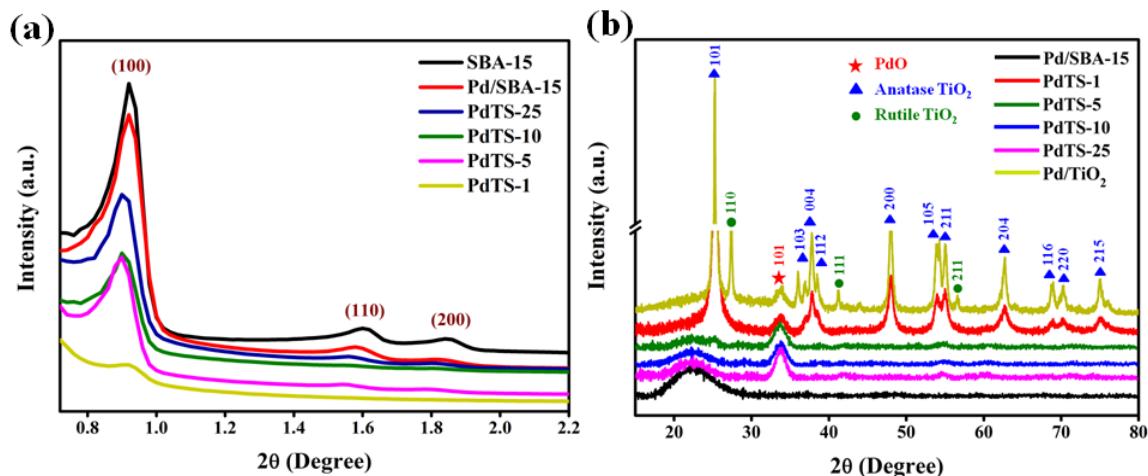 (a)
(100)
SBA-15
Pd/SBA-15
PdTS-25
PdTS-10
PdTS-5
PdTS-1
(110)
(200)
Intensity (a.u.)
0.8 1.0 1.2 1.4 1.6 1.8 2.0 2.2
2θ (Degree)
(b)
101
PdO
Anatase TiO₂
Rutile TiO₂
Pd/SBA-15
PdTS-1
PdTS-5
PdTS-10
PdTS-25
Pd/TiO₂
110
101
103
004
112
111
200
105
211
211
204
116
220
215
Intensity (a.u.)
20 30 40 50 60 70 80
2θ (Degree)